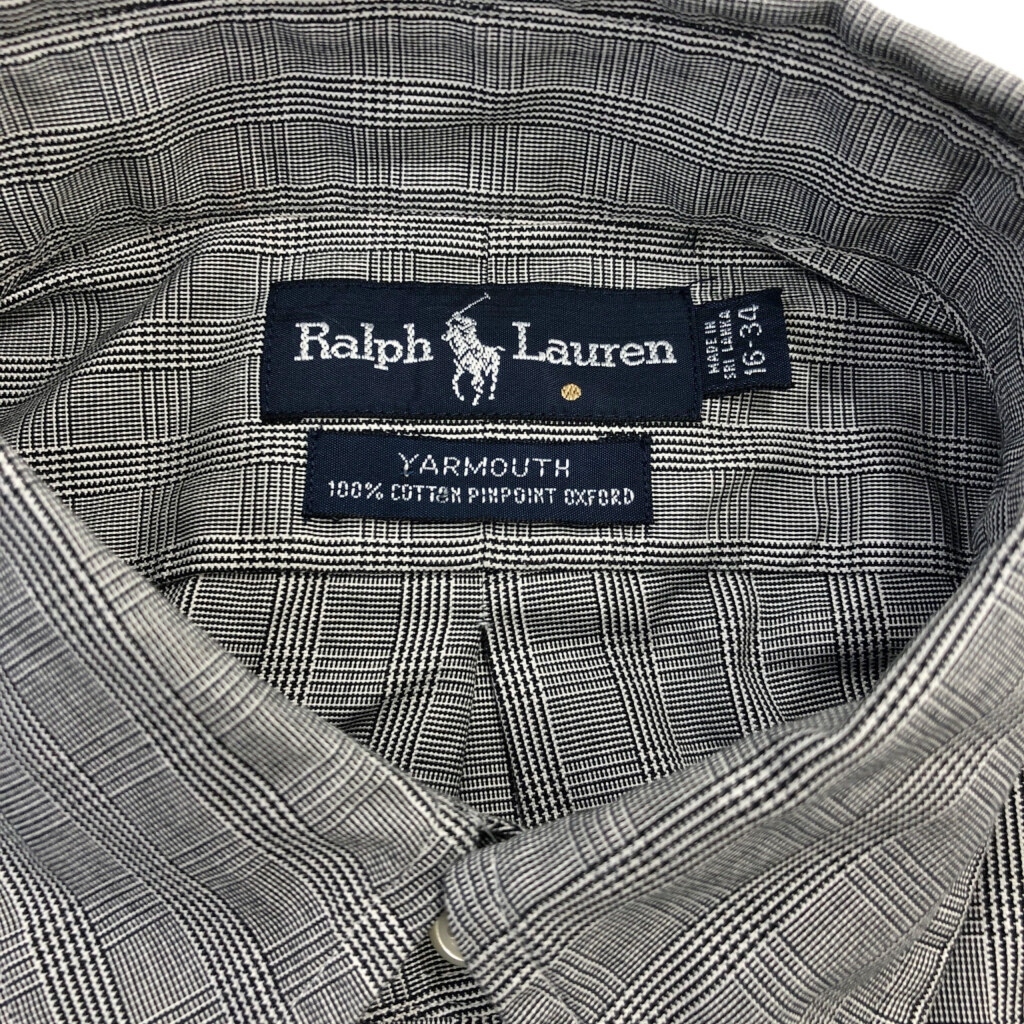 Ralph Lauren
MADE IN
SRI LANKA
16-34
YARMOUTH
100% COTTON PINPOINT OXFORD